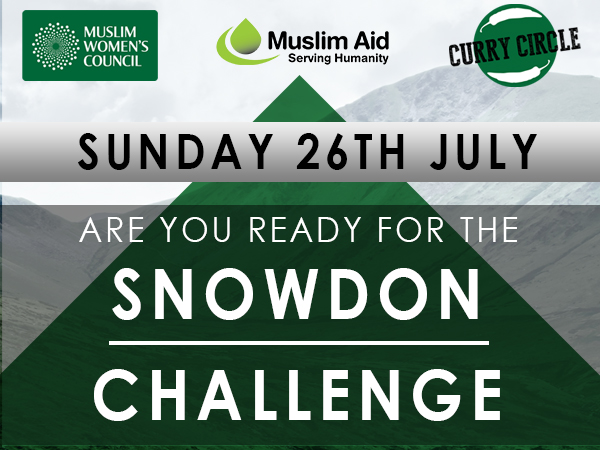 MUSLIM
WOMEN'S
COUNCIL
Muslim Aid
Serving Humanity
CURRY CIRCLE
SUNDAY 26TH JULY
ARE YOU READY FOR THE
SNOWDON
CHALLENGE